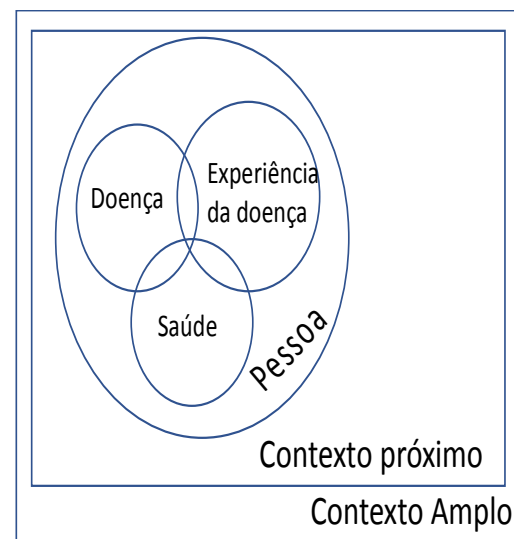 Doença
Experiência
da doença
Saúde
Pessoa
Contexto próximo
Contexto Amplo